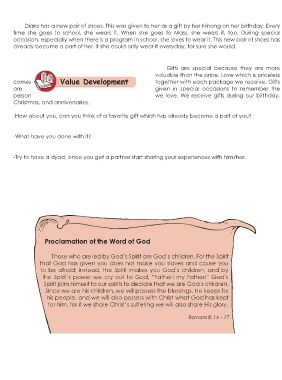 Diana has a new pair of shoes. This was given to her as a gift by her Ninang on her birthday. Every
time she goes to school, she wears it. When she goes to Mass, she wears it, too. During special
occasion, especially when there is a program in school, she loves to wear it. This new pair of shoes has
already become a part of her. If she could only wear it everyday, for sure she would.
Gifts are special because they are more
valuable than the price. Love which is priceless
comes together with each package we receive. Gifts
are given in special occasions to remember the
person we love. We receive gifts during our birthday,
Christmas, and anniversaries.
Value Development
-How about you, can you think of a favorite gift which has already become a part of you?
-What have you done with it?
-Try to have a dyad, once you get a partner start sharing your experiences with him/her.
Proclamation of the Word of God
Those who are led by God's Spirit are God's children. For the Spirit
that God has given you does not make you slaves and cause you
to be afraid; instead, the Spirit makes you God's children, and by
the Spirit's power we cry out to God, "Father! my Father!" God's
Spirit joins himself to our spirits to declare that we are God's children.
Since we are his children, we will possess the blessings. He keeps for
his people, and we will also possess with Christ what God has kept
for him, for if we share Christ's suffering we will also share His glory.
Romans 8: 14 - 17